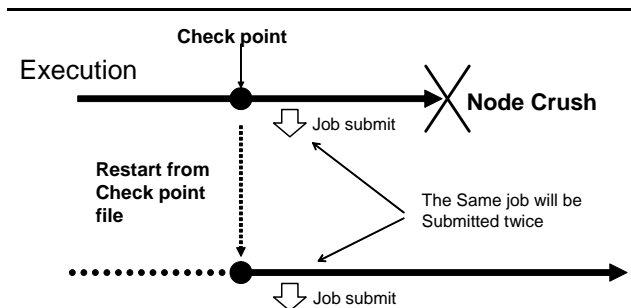 Check point
Execution
Node Crush
Job submit
Restart from
Check point
file
The Same job will be
Submitted twice
Job submit